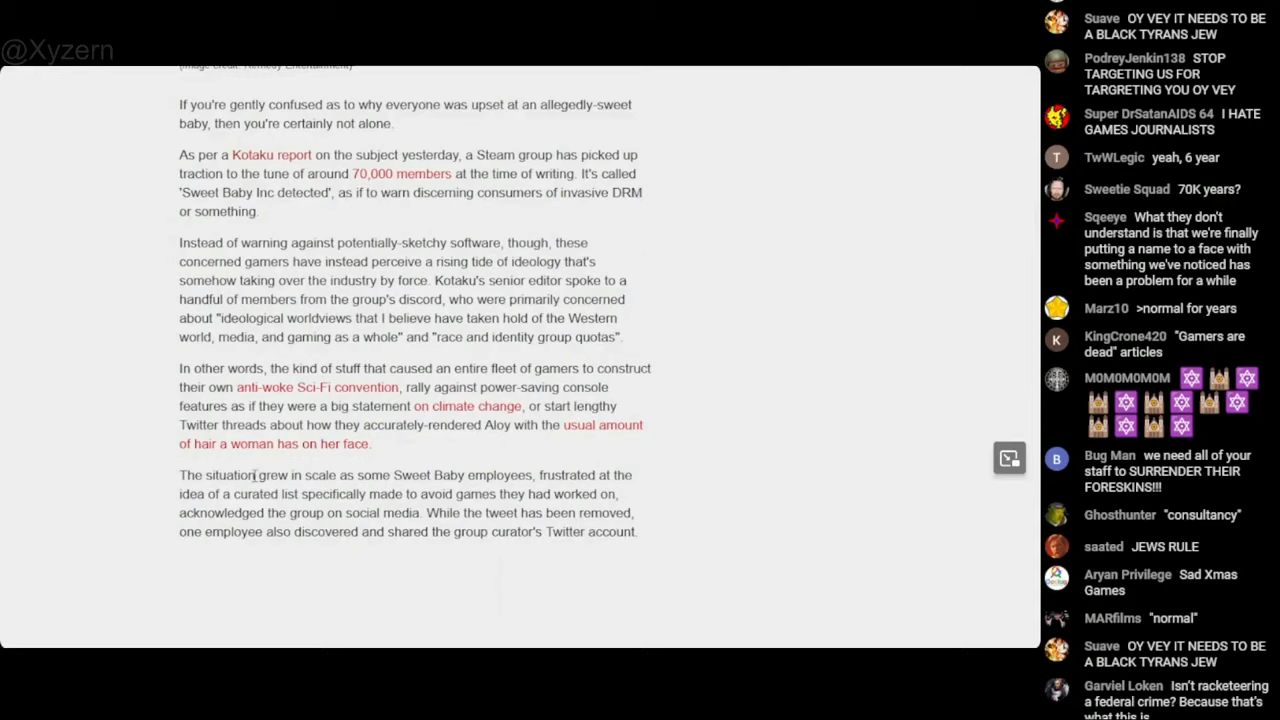 @Xyzern
(Image credit: Remedy Entertainment)
If you're gently confused as to why everyone was upset at an allegedly-sweet
baby, then you're certainly not alone.
As per a Kotaku report on the subject yesterday, a Steam group has picked up
traction to the tune of around 70,000 members at the time of writing. It's called
'Sweet Baby Inc detected', as if to warn discerning consumers of invasive DRM
or something.
Instead of warning against potentially-sketchy software, though, these
concerned gamers have instead perceive a rising tide of ideology that's
somehow taking over the industry by force. Kotaku's senior editor spoke to a
handful of members from the group's discord, who were primarily concerned
about "ideological worldviews that I believe have taken hold of the Western
world, media, and gaming as a whole" and "race and identity group quotas".
In other words, the kind of stuff that caused an entire fleet of gamers to construct
their own anti-woke Sci-Fi convention, rally against power-saving console
features as if they were a big statement on climate change, or start lengthy
Twitter threads about how they accurately-rendered Aloy with the usual amount
of hair a woman has on her face.
The situation grew in scale as some Sweet Baby employees, frustrated at the
idea of a curated list specifically made to avoid games they had worked on,
acknowledged the group on social media. While the tweet has been removed,
one employee also discovered and shared the group curator's Twitter account.
Suave OY VEY IT NEEDS TO BE
A BLACK TYRANS JEW
PodreyJenkin138 STOP
TARGETING US FOR
TARGRETING YOU OY VEY
Super DrSatanAIDS 64 I HATE
GAMES JOURNALISTS
TwWLegic yeah, 6 year
Sweetie Squad 70K years?
Sqeeye What they don't
understand is that we're finally
putting a name to a face with
something we've noticed has
been a problem for a while
Marz10 >normal for years
K
KingCrone420 "Gamers are
dead" articles
M0M0M0M0M
B
Bug Man we need all of your
staff to SURRENDER THEIR
FORESKINS!!!
Ghosthunter "consultancy"
saated JEWS RULE
Aryan Privilege Sad Xmas
Games
MARfilms "normal"
Suave OY VEY IT NEEDS TO BE
A BLACK TYRANS JEW
Garviel Loken Isn't racketeering
a federal crime? Because that's
what this is